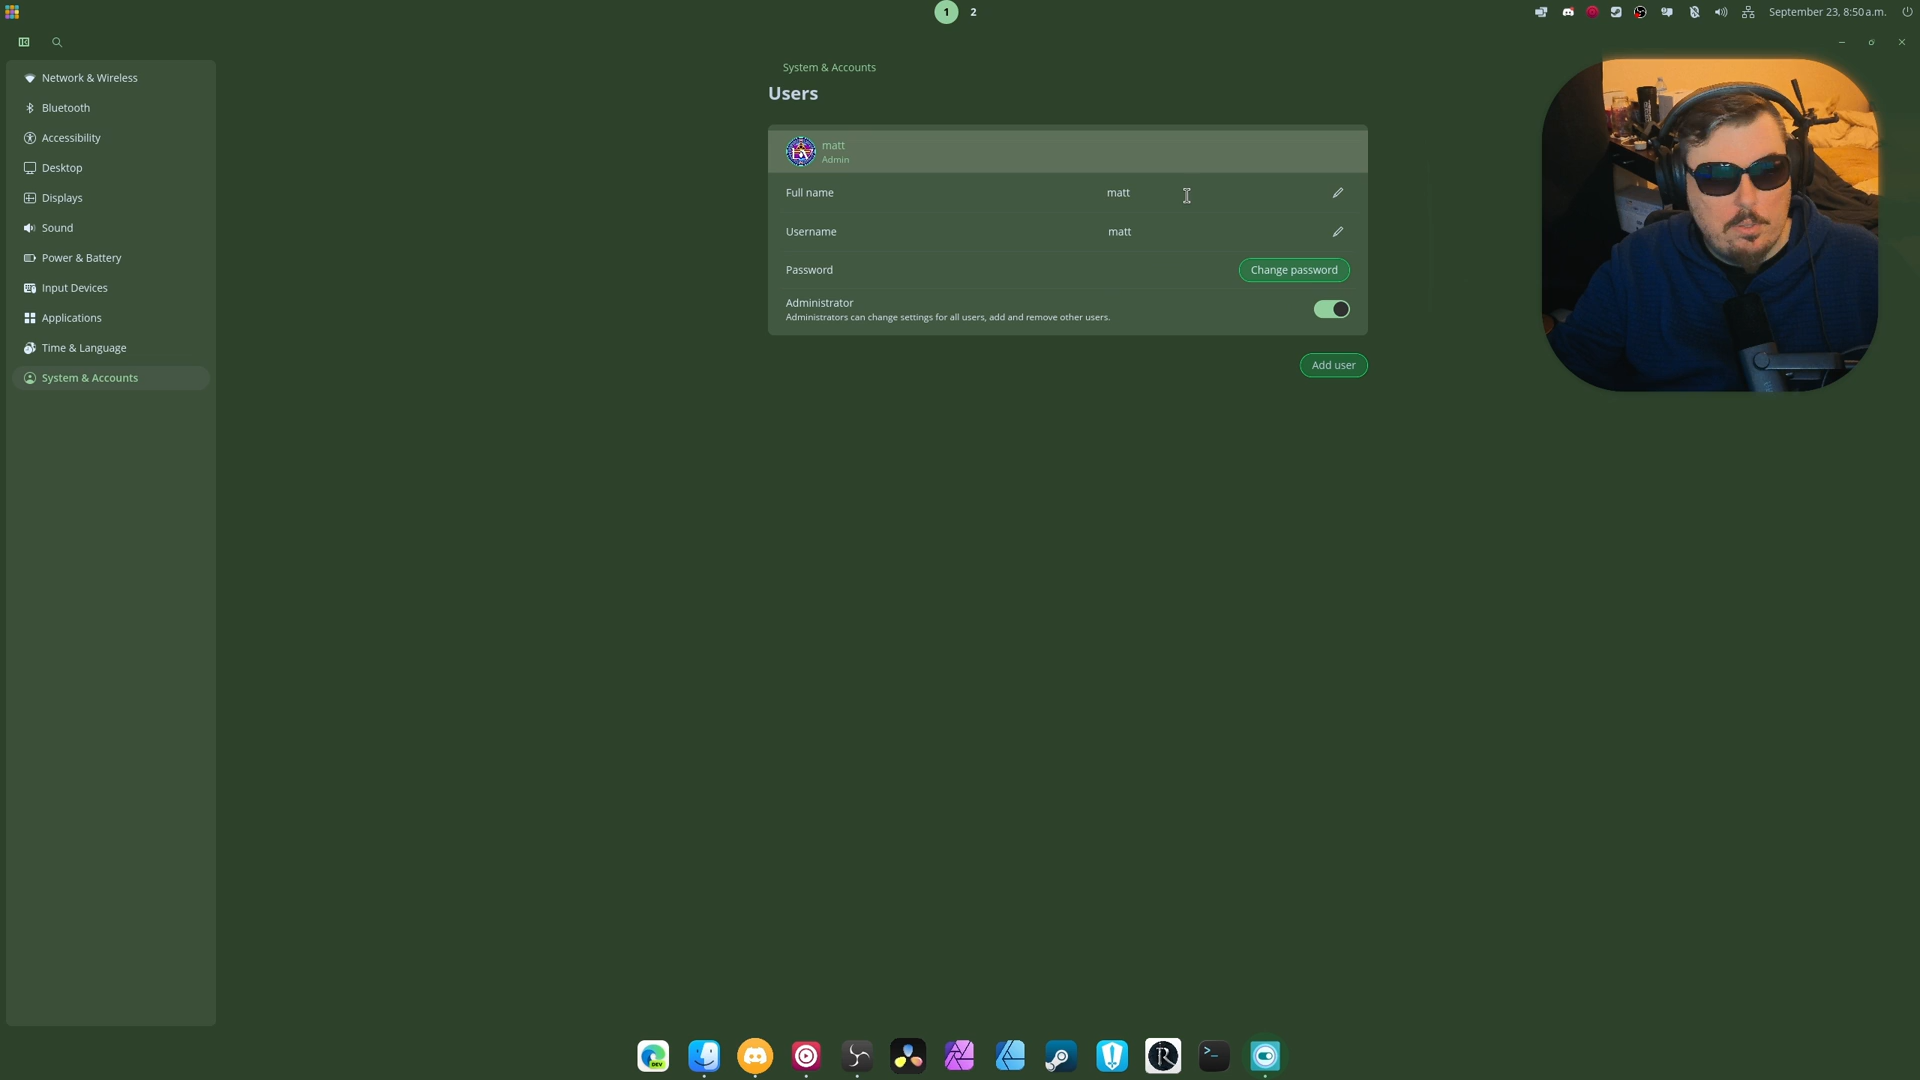 1
2
September 23, 8:50 a.m.
Network & Wireless
Bluetooth
Accessibility
Desktop
Displays
Sound
Power & Battery
Input Devices
Applications
Time & Language
System & Accounts
System & Accounts
Users
matt
Admin
Full name
matt
Username
matt
Password
Change password
Administrator
Administrators can change settings for all users, add and remove other users.
Add user
DEV